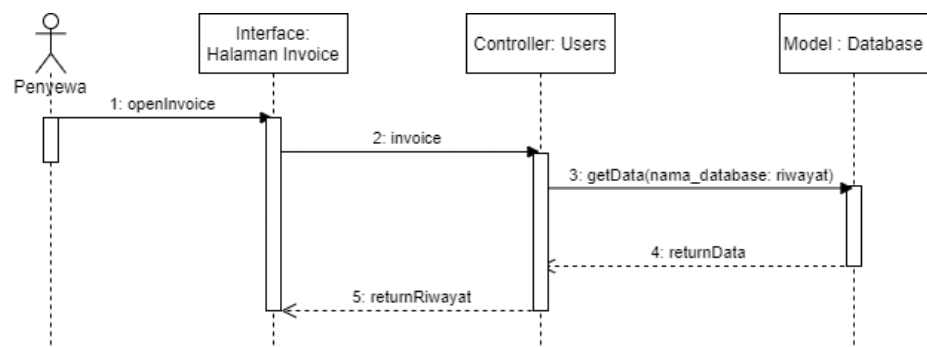 Interface:
Halaman Invoice
Controller: Users
Model : Database
Penyewa
1: openInvoice
2: invoice
3: getData(nama_database: riwayat)
4: returnData
5: returnRiwayat